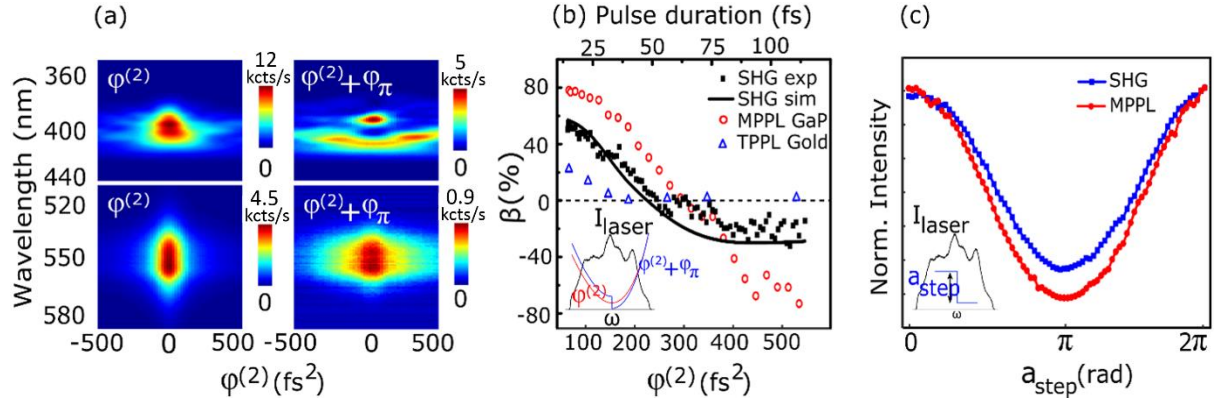 (a)
Wavelength (nm)
360
400
440
520
550
580
φ(2)
12
kcts/s
0
φ(2)+φπ
5
kcts/s
0
φ(2)
4.5
kcts/s
0
φ(2)+φπ
0.9
kcts/s
0
-500 0 500
-500 0 500
φ(2) (fs2)
(b) Pulse duration (fs)
25 50 75 100
β(%)
80
40
0
-40
-80
SHG exp
SHG sim
MPPL GaP
TPPL Gold
Ilaser
φ(2)
φ(2)+φπ
ω
100 200 300 400 500
φ(2) (fs2)
(c)
Norm. Intensity
SHG
MPPL
Ilaser
astep
ω
0 π 2π
astep(rad)